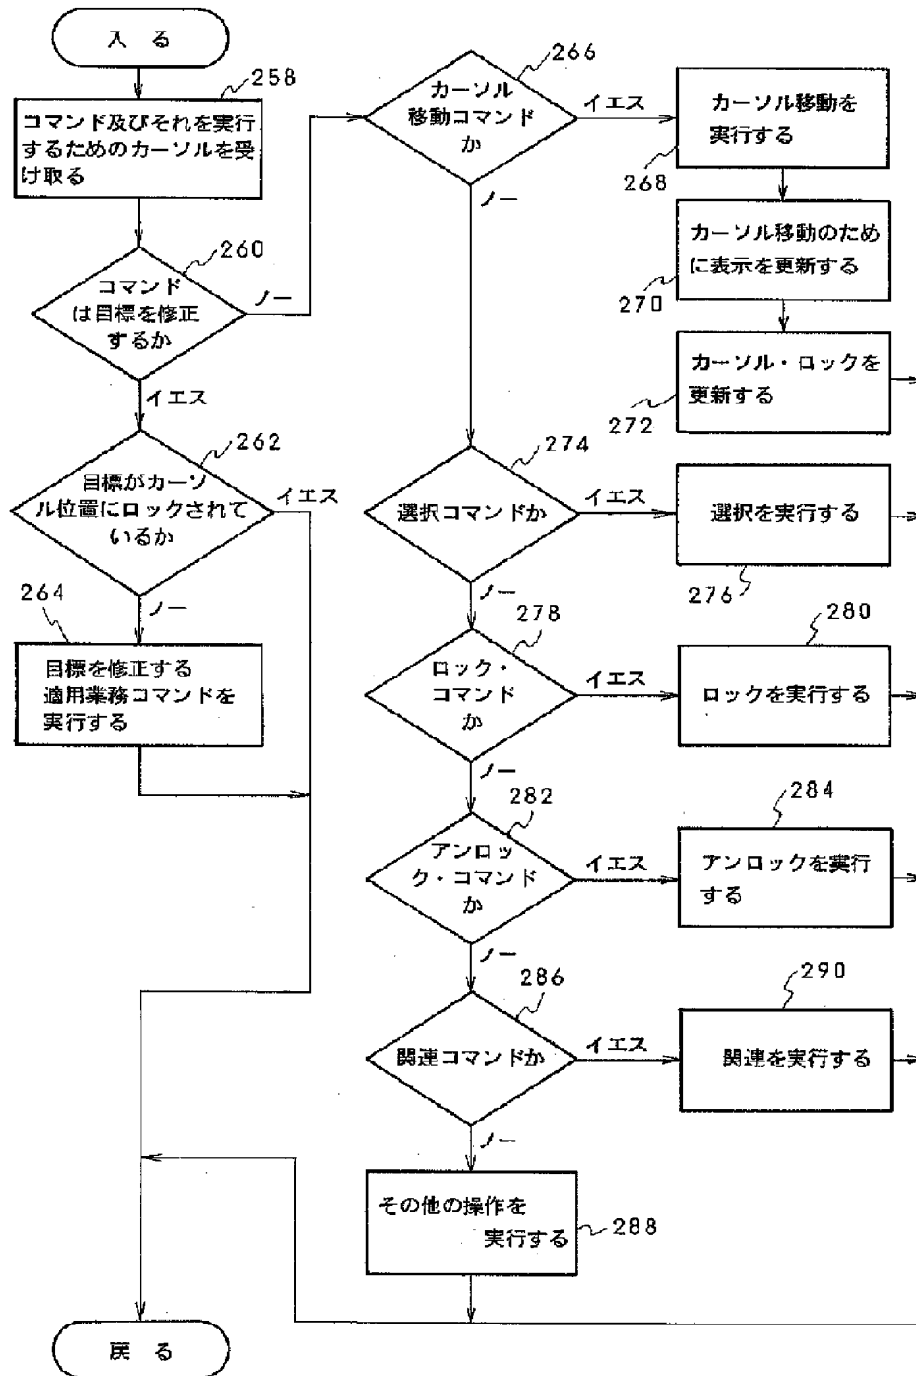 入る
258
コマンド及びそれを実行
するためのカーソルを受
け取る
260
コマンド
は目標を修正
するか
ノー
イエス
262
目標がカーソ
ル位置にロックされて
いるか
イエス
ノー
264
目標を修正する
適用業務コマンドを
実行する
266
カーソル
移動コマンド
か
イエス
ノー
カーソル移動を
実行する
268
カーソル移動のため
に表示を更新する
270
カーソル・ロックを
更新する
272
274
選択コマンドか
イエス
ノー
選択を実行する
276
278
ロック・
コマンド
か
イエス
ノー
280
ロックを実行する
282
アンロッ
ク・コマンド
か
イエス
ノー
284
アンロックを実行
する
286
関連コマンドか
イエス
ノー
290
関連を実行する
その他の操作を
実行する
288
戻る